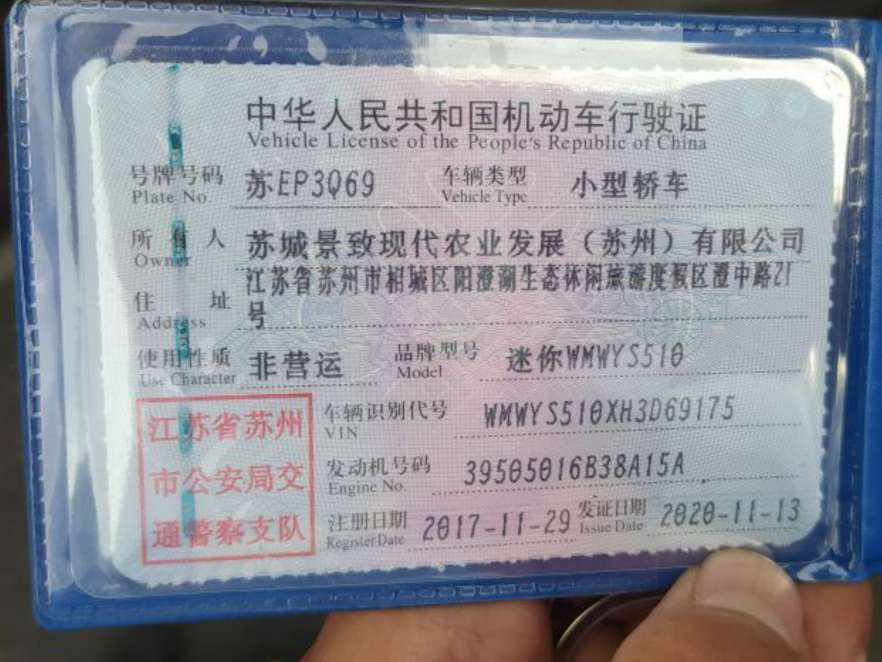 中华人民共和国机动车行驶证
Vehicle License of the People's Republic of China
号牌号码 苏EP3Q69 车辆类型 小型轿车
Plate No. Vehicle Type
所有人 苏城景致现代农业发展（苏州）有限公司
Owner
住址 江苏省苏州市相城区阳澄湖生态休闲旅游度假区澄中路21
号
Address
使用性质 非营运 品牌型号 迷你WMWYS510
Use Character Model
江苏省苏州
市公安局交
通警察支队
车辆识别代号 WMWYS510XH3D69175
VIN
发动机号码 39505016B38A15A
Engine No.
注册日期 2017-11-29 发证日期 2020-11-13
Register Date Issue Date